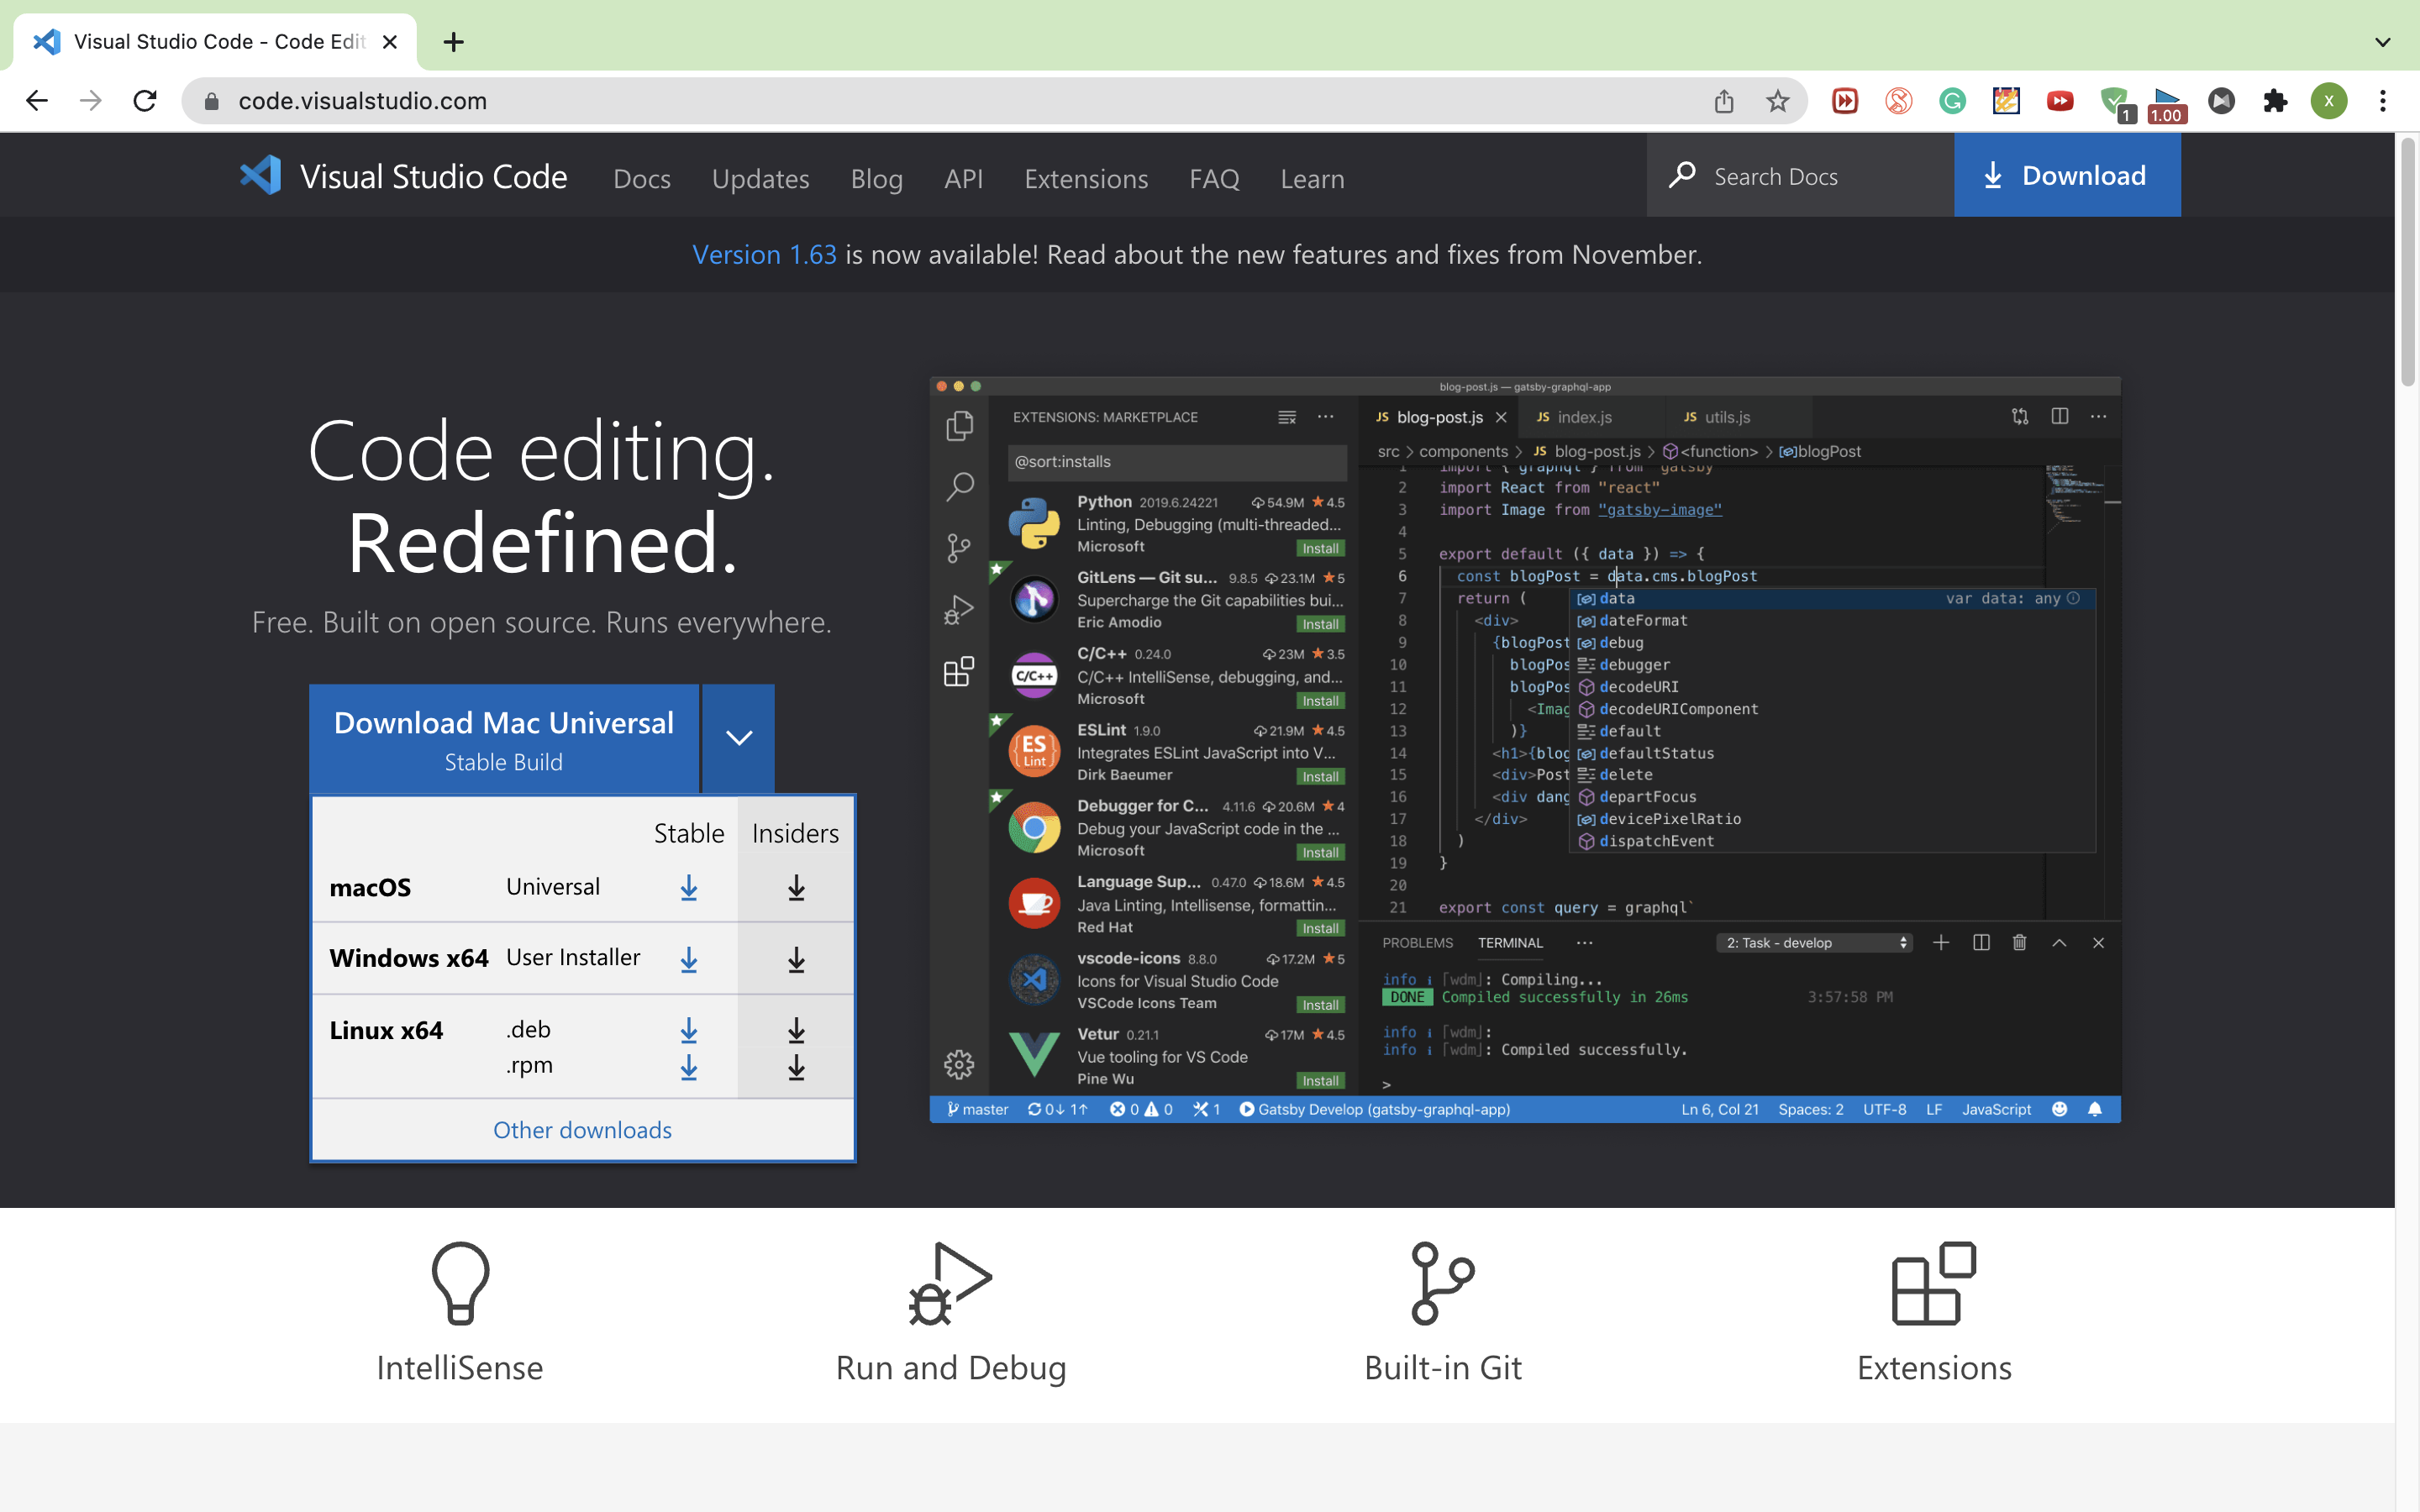 Visual Studio Code - Code Edit
code.visualstudio.com
1
1.00
X
Visual Studio Code
Docs
Updates
Blog
API
Extensions
FAQ
Learn
Search Docs
Download
Version 1.63 is now available! Read about the new features and fixes from November.
Code editing.
Redefined.
Free. Built on open source. Runs everywhere.
Download Mac Universal
Stable Build
Stable Insiders
macOS Universal
Windows x64 User Installer
Linux x64 .deb
.rpm
Other downloads
blog-post.js — gatsby-graphql-app
EXTENSIONS: MARKETPLACE
@sort:installs
Python 2019.6.24221 54.9M 4.5
Linting, Debugging (multi-threaded...
Microsoft Install
GitLens — Git su... 9.8.5 23.1M 5
Supercharge the Git capabilities bui...
Eric Amodio Install
C/C++
C/C++ 0.24.0 23M 3.5
C/C++ IntelliSense, debugging, and...
Microsoft Install
ES
Lint
ESLint 1.9.0 21.9M 4.5
Integrates ESLint JavaScript into V...
Dirk Baeumer Install
Debugger for C... 4.11.6 20.6M 4
Debug your JavaScript code in the ...
Microsoft Install
Language Sup... 0.47.0 18.6M 4.5
Java Linting, Intellisense, formattin...
Red Hat Install
vscode-icons 8.8.0 17.2M 5
Icons for Visual Studio Code
VSCode Icons Team Install
Vetur 0.21.1 17M 4.5
Vue tooling for VS Code
Pine Wu Install
JS blog-post.js
JS index.js
JS utils.js
src > components > JS blog-post.js > <function> > blogPost
1 import { graphql } from "gatsby"
2 import React from "react"
3 import Image from "gatsby-image"
4
5 export default ({ data }) => {
6 const blogPost = data.cms.blogPost
7 return (
8 <div>
9 {blogPost
10 blogPos
11 blogPos
12 <Imag
13 )}
14 <h1>{blog
15 <div>Post
16 <div dang
17 </div>
18 )
19 }
20
21 export const query = graphql`
data var data: any
dateFormat
debug
debugger
decodeURI
decodeURIComponent
default
defaultStatus
delete
departFocus
devicePixelRatio
dispatchEvent
PROBLEMS TERMINAL ··· 2: Task - develop
info i ｢wdm｣: Compiling...
DONE Compiled successfully in 26ms 3:57:58 PM
info i ｢wdm｣:
info i ｢wdm｣: Compiled successfully.
>
master 0↓ 1↑ 0 0 1 Gatsby Develop (gatsby-graphql-app) Ln 6, Col 21 Spaces: 2 UTF-8 LF JavaScript
IntelliSense
Run and Debug
Built-in Git
Extensions